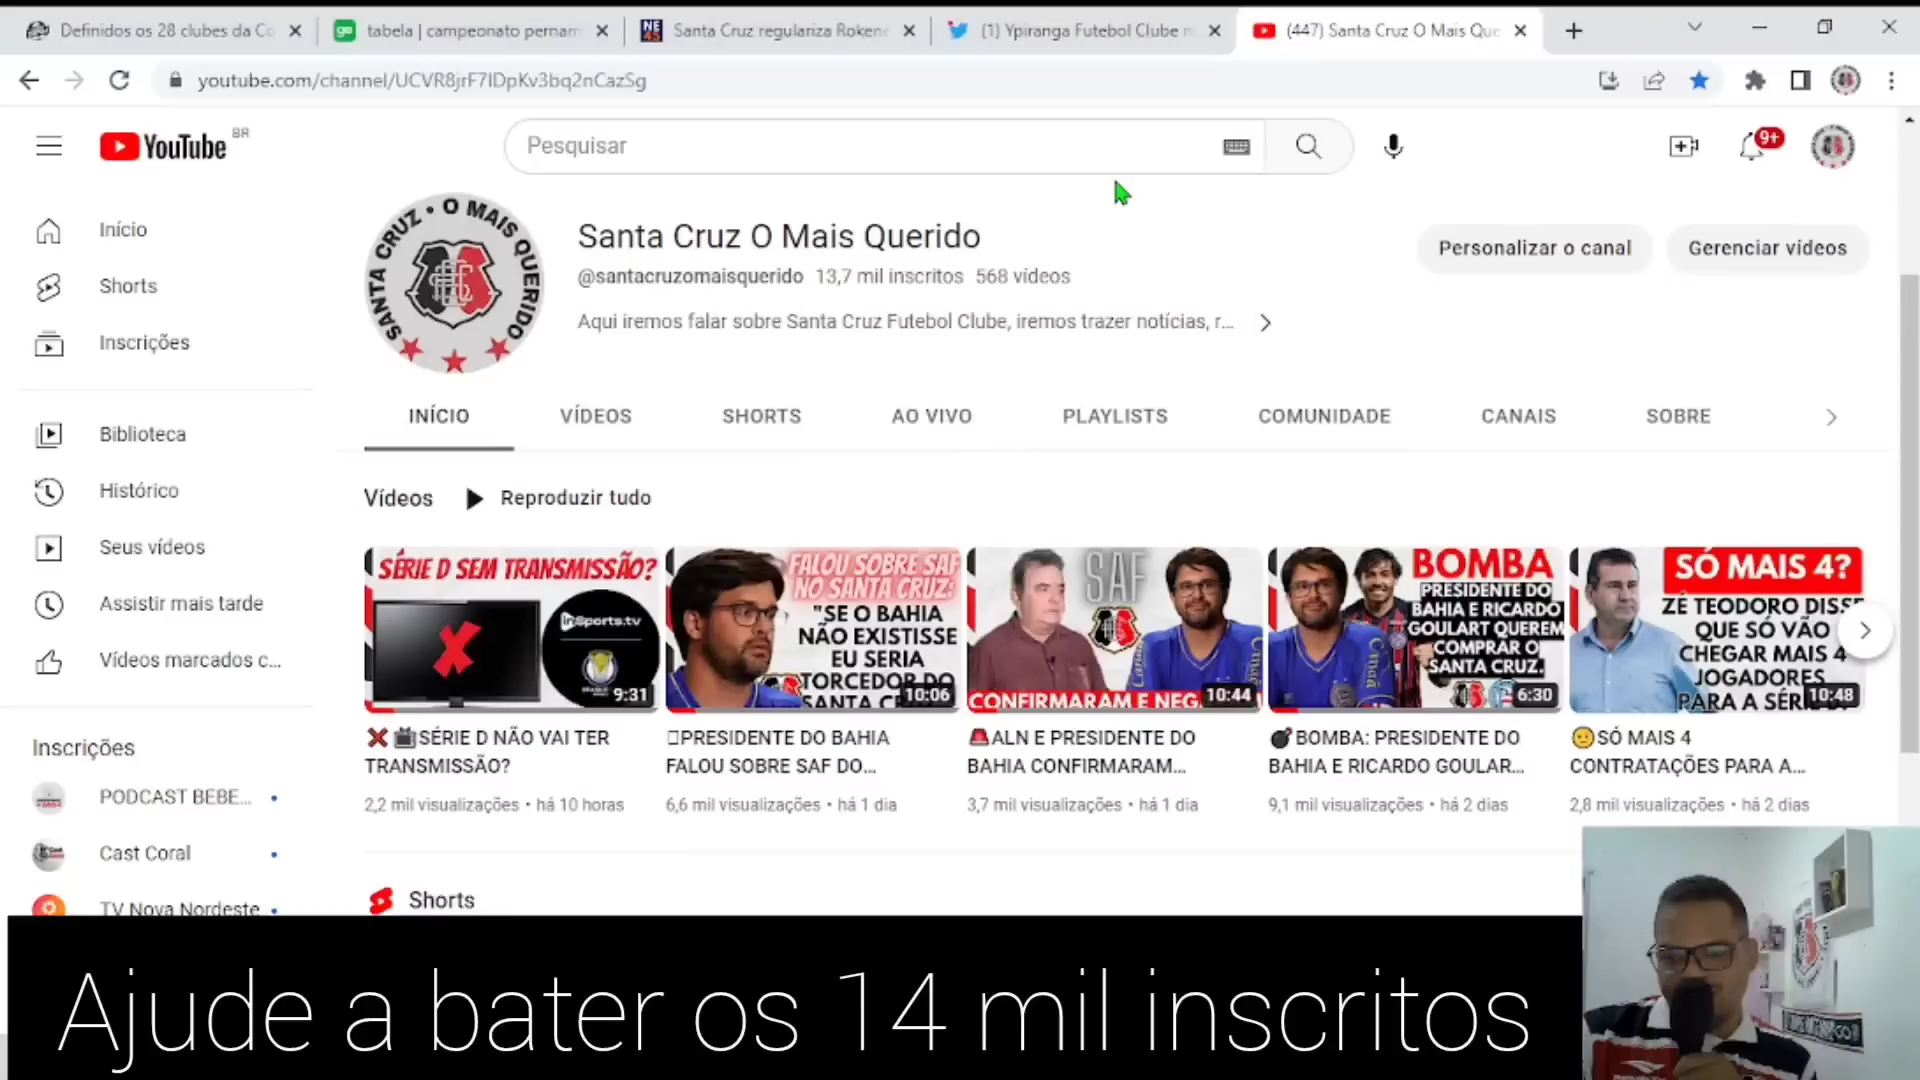 Definidos os 28 clubes da Co
tabela | campeonato pernam
Santa Cruz regulariza Rokene
(1) Ypiranga Futebol Clube n
(447) Santa Cruz O Mais Que
youtube.com/channel/UCVR8jrF7IDpKv3bq2nCazSg
YouTube BR
Pesquisar
9+
Início
Shorts
Inscrições
Biblioteca
Histórico
Seus vídeos
Assistir mais tarde
Vídeos marcados c...
Inscrições
PODCAST BEBE...
Cast Coral
TV Nova Nordeste
SANTA CRUZ • O MAIS QUERIDO
Santa Cruz O Mais Querido
@santacruzomaisquerido 13,7 mil inscritos 568 vídeos
Aqui iremos falar sobre Santa Cruz Futebol Clube, iremos trazer notícias, r...
Personalizar o canal
Gerenciar vídeos
INÍCIO VÍDEOS SHORTS AO VIVO PLAYLISTS COMUNIDADE CANAIS SOBRE
Vídeos Reproduzir tudo
SÉRIE D SEM TRANSMISSÃO?
InSports.tv
9:31
SÉRIE D NÃO VAI TER
TRANSMISSÃO?
2,2 mil visualizações • há 10 horas
FALOU SOBRE SAF
NO SANTA CRUZ:
"SE O BAHIA
NÃO EXISTISSE
EU SERIA
TORCEDOR DO
10:06
PRESIDENTE DO BAHIA
FALOU SOBRE SAF DO...
6,6 mil visualizações • há 1 dia
SAF
CONFIRMARAM E NEG
10:44
ALN E PRESIDENTE DO
BAHIA CONFIRMARAM...
3,7 mil visualizações • há 1 dia
BOMBA
PRESIDENTE DO
BAHIA E RICARDO
GOULART QUEREM
COMPRAR O
SANTA CRUZ.
6:30
BOMBA: PRESIDENTE DO
BAHIA E RICARDO GOULAR...
9,1 mil visualizações • há 2 dias
SÓ MAIS 4?
ZÉ TEODORO DISSE
QUE SÓ VÃO
CHEGAR MAIS 4
JOGADORES
PARA A SÉRIE D.
10:48
SÓ MAIS 4
CONTRATAÇÕES PARA A...
2,8 mil visualizações • há 2 dias
Shorts
Ajude a bater os 14 mil inscritos